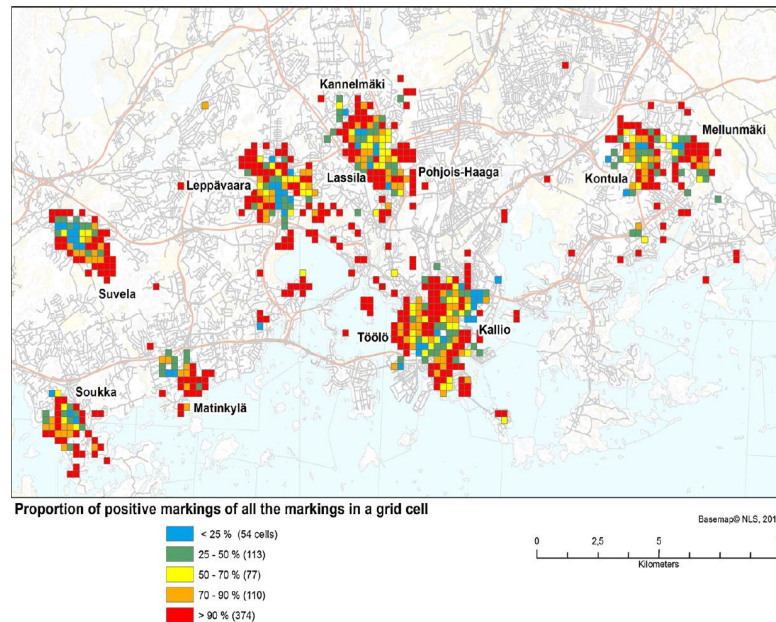 Kannelmäki
Mellunmäki
Leppävaara
Lassila
Pohjois-Haaga
Kontula
Suvela
Töölö
Kallio
Soukka
Matinkylä
Proportion of positive markings of all the markings in a grid cell
Basemap© NLS, 201
< 25 % (54 cells)
25 - 50 % (113)
50 - 70 % (77)
70 - 90 % (110)
> 90 % (374)
0 2,5 5
Kilometers